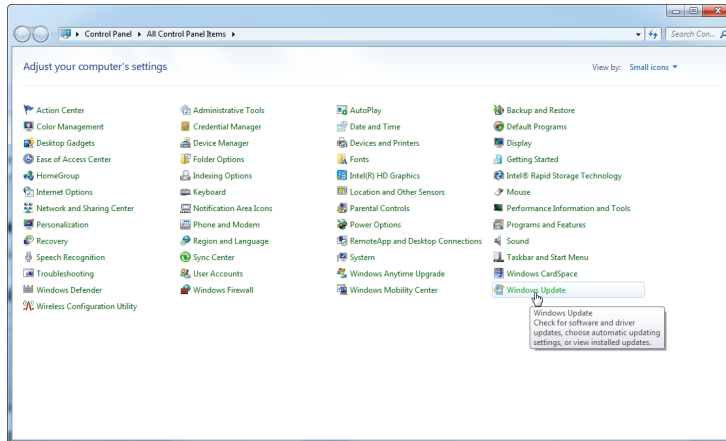 Control Panel
All Control Panel Items
Search Con...
Adjust your computer's settings
View by: Small icons
Action Center
Administrative Tools
AutoPlay
Backup and Restore
Color Management
Credential Manager
Date and Time
Default Programs
Desktop Gadgets
Device Manager
Devices and Printers
Display
Ease of Access Center
Folder Options
Fonts
Getting Started
HomeGroup
Indexing Options
Intel(R) HD Graphics
Intel® Rapid Storage Technology
Internet Options
Keyboard
Location and Other Sensors
Mouse
Network and Sharing Center
Notification Area Icons
Parental Controls
Performance Information and Tools
Personalization
Phone and Modem
Power Options
Programs and Features
Recovery
Region and Language
RemoteApp and Desktop Connections
Sound
Speech Recognition
Sync Center
System
Taskbar and Start Menu
Troubleshooting
User Accounts
Windows Anytime Upgrade
Windows CardSpace
Windows Defender
Windows Firewall
Windows Mobility Center
Windows Update
Wireless Configuration Utility
Windows Update
Check for software and driver
updates, choose automatic updating
settings, or view installed updates.